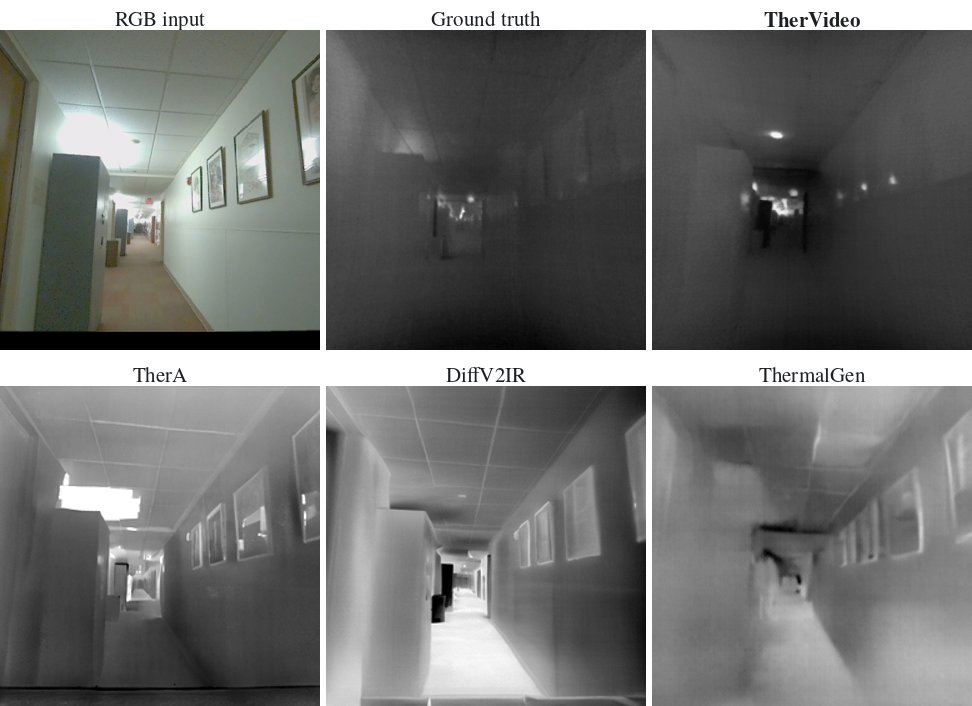 RGB input
Ground truth
TherVideo
TherA
DiffV2IR
ThermalGen